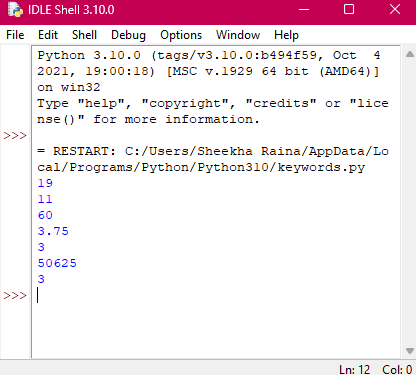 IDLE Shell 3.10.0
File Edit Shell Debug Options Window Help
Python 3.10.0 (tags/v3.10.0:b494f59, Oct  4
2021, 19:00:18) [MSC v.1929 64 bit (AMD64)]
on win32
Type "help", "copyright", "credits" or "lice
nse()" for more information.
>>>
= RESTART: C:/Users/Sheekha Raina/AppData/Lo
cal/Programs/Python/Python310/keywords.py
19
11
60
3.75
3
50625
3
>>>
Ln: 12 Col: 0